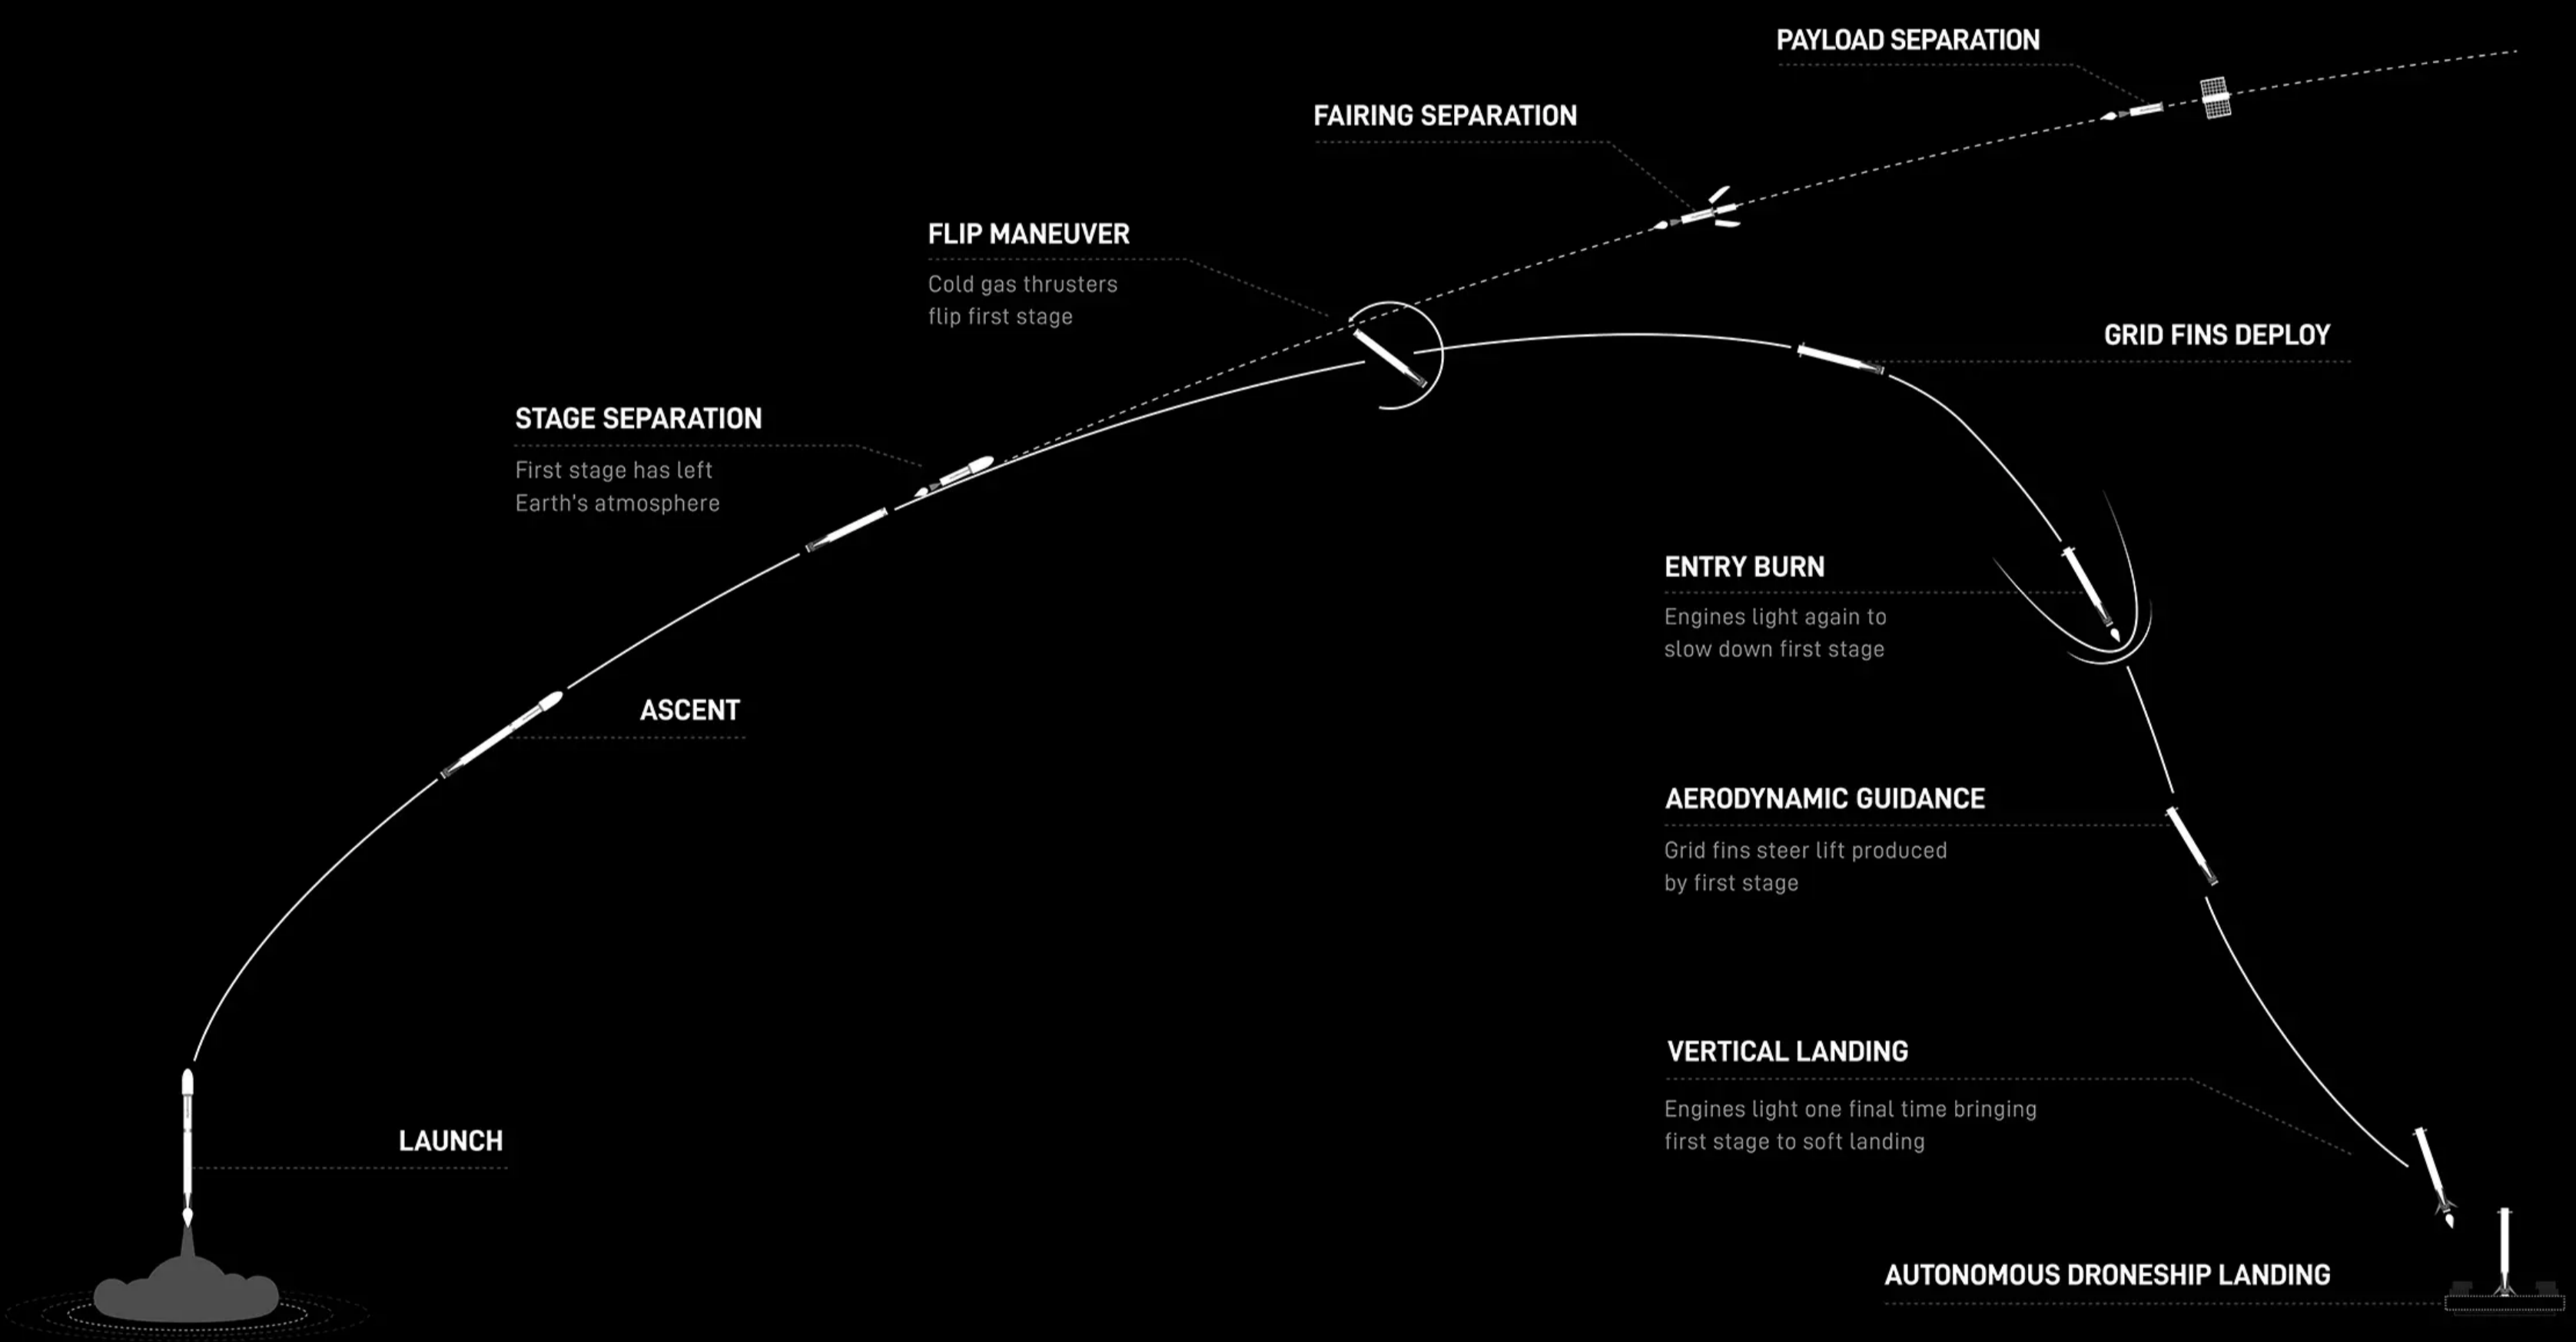 PAYLOAD SEPARATION
FAIRING SEPARATION
FLIP MANEUVER
Cold gas thrusters
flip first stage
GRID FINS DEPLOY
STAGE SEPARATION
First stage has left
Earth's atmosphere
ENTRY BURN
Engines light again to
slow down first stage
ASCENT
AERODYNAMIC GUIDANCE
Grid fins steer lift produced
by first stage
VERTICAL LANDING
Engines light one final time bringing
first stage to soft landing
LAUNCH
AUTONOMOUS DRONESHIP LANDING